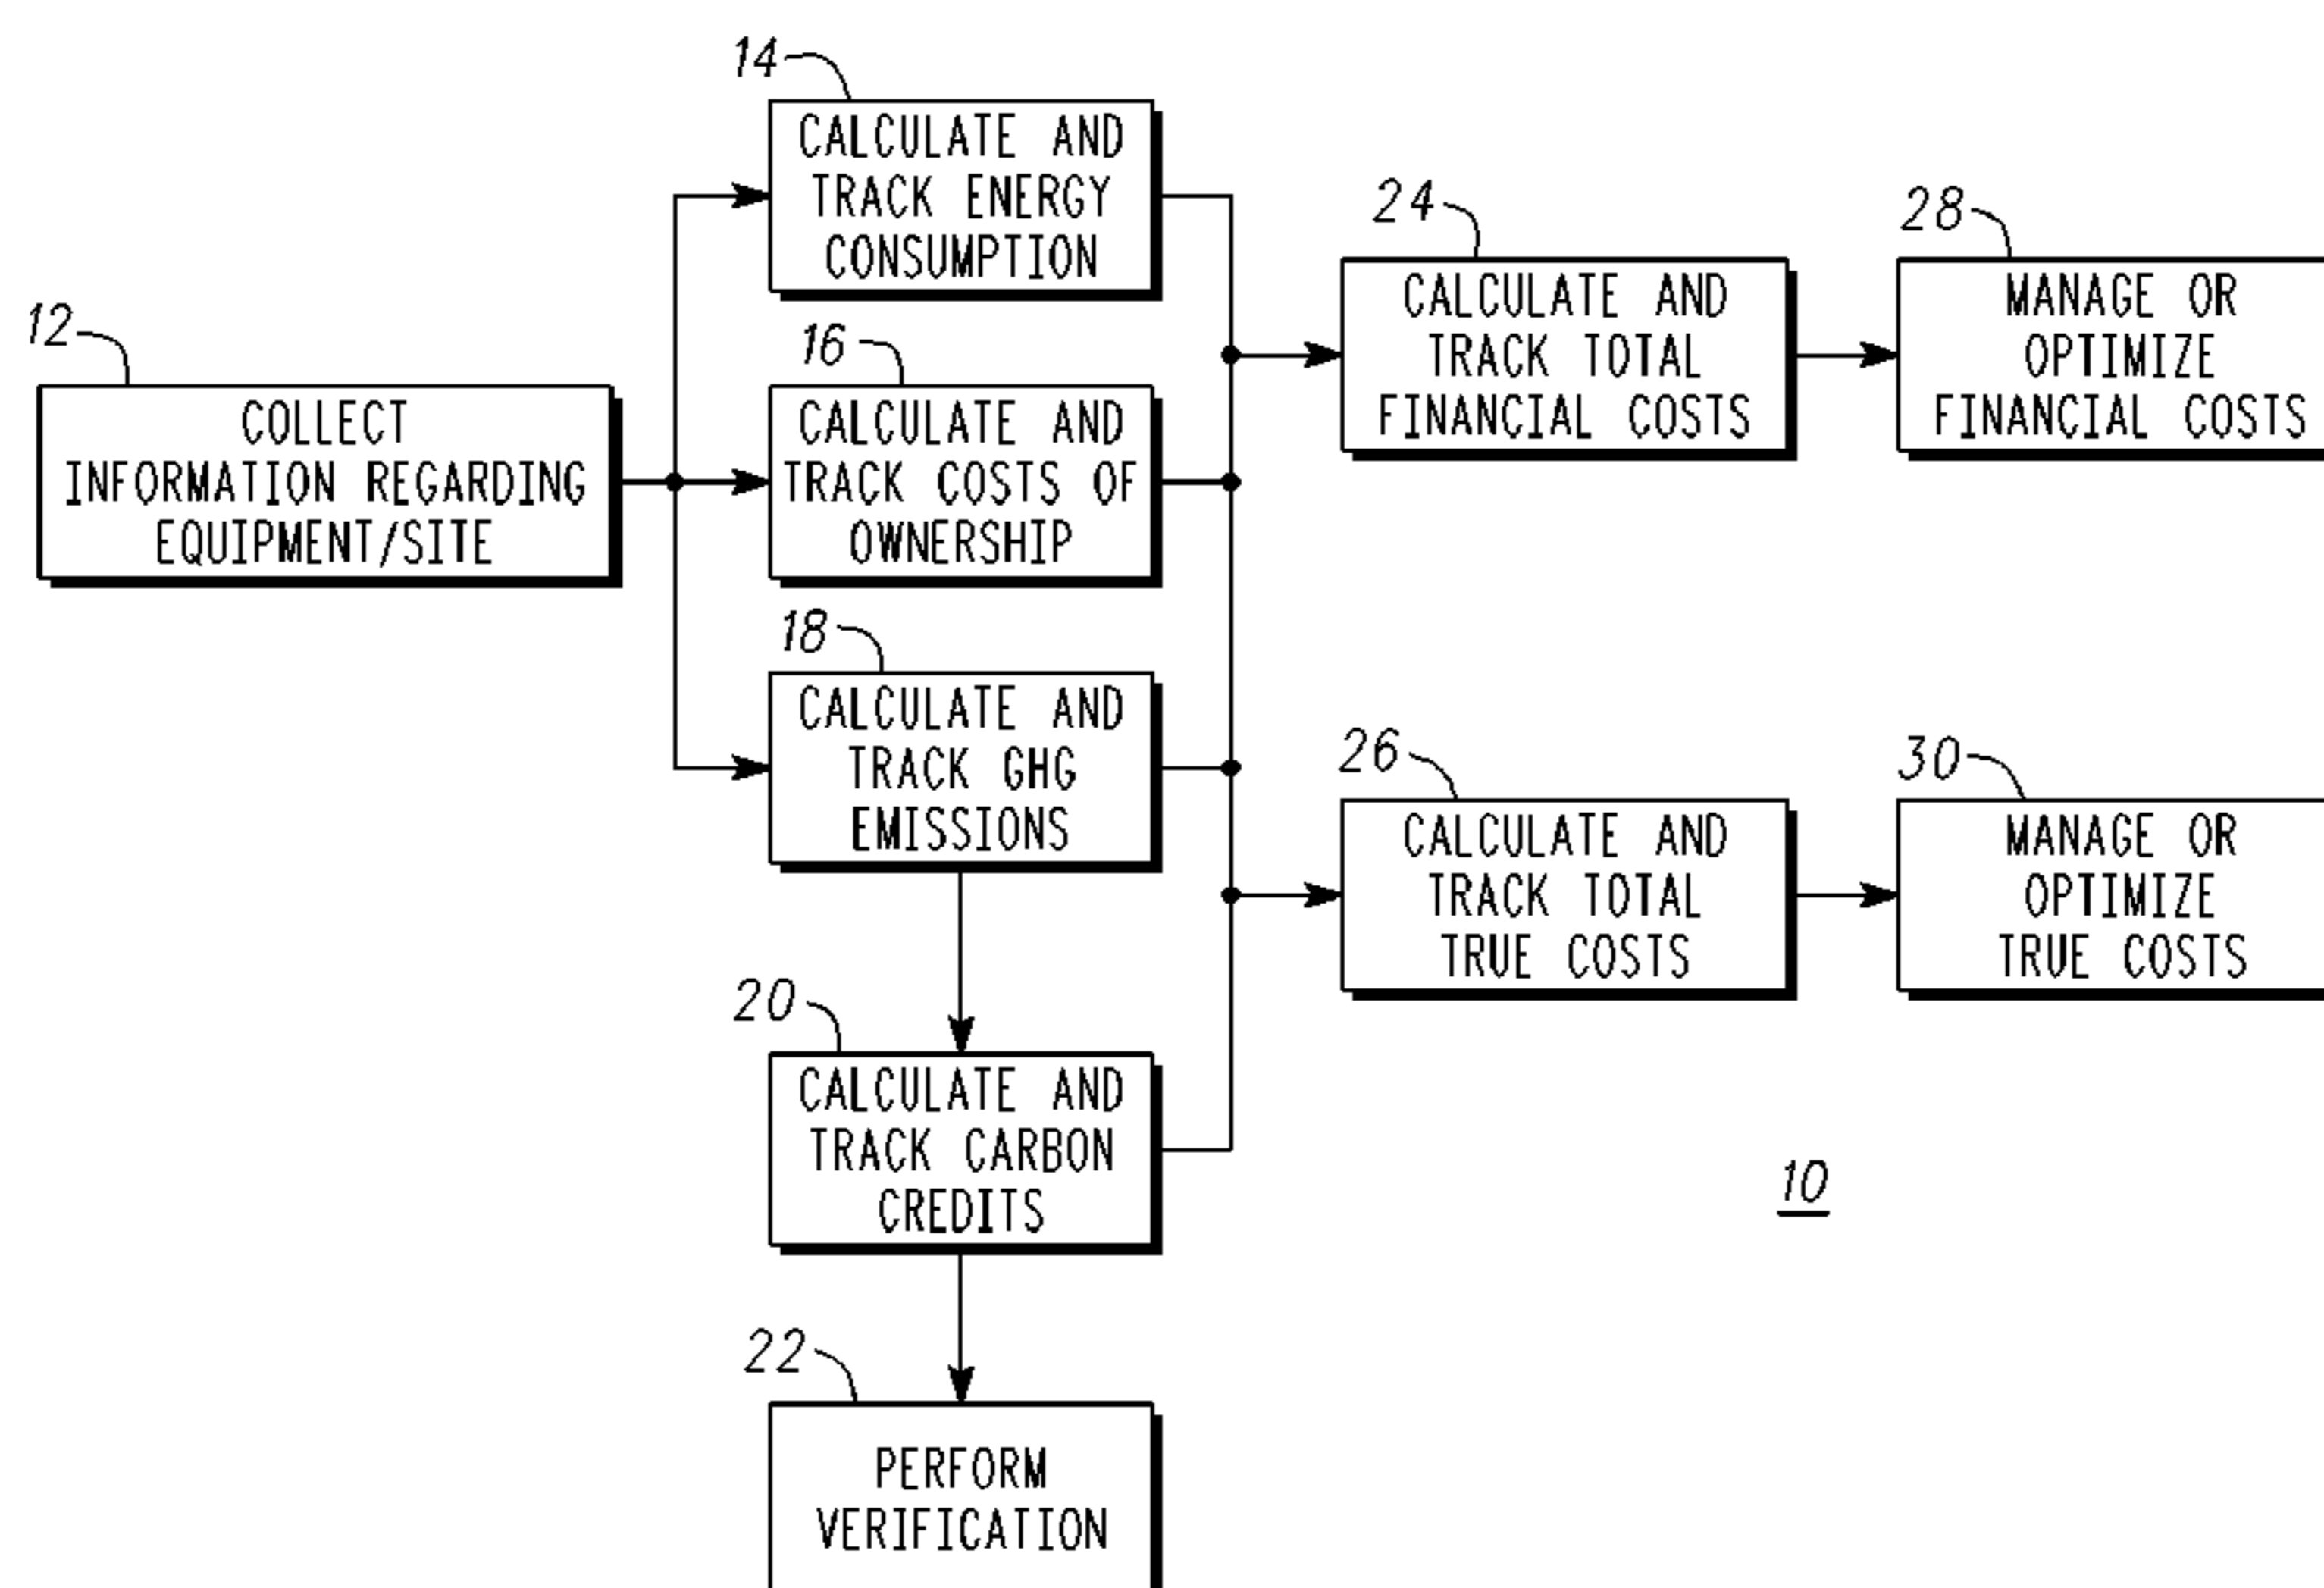 12
COLLECT
INFORMATION REGARDING
EQUIPMENT/SITE
14
CALCULATE AND
TRACK ENERGY
CONSUMPTION
16
CALCULATE AND
TRACK COSTS OF
OWNERSHIP
18
CALCULATE AND
TRACK GHG
EMISSIONS
20
CALCULATE AND
TRACK CARBON
CREDITS
22
PERFORM
VERIFICATION
24
CALCULATE AND
TRACK TOTAL
FINANCIAL COSTS
28
MANAGE OR
OPTIMIZE
FINANCIAL COSTS
26
CALCULATE AND
TRACK TOTAL
TRUE COSTS
30
MANAGE OR
OPTIMIZE
TRUE COSTS
10